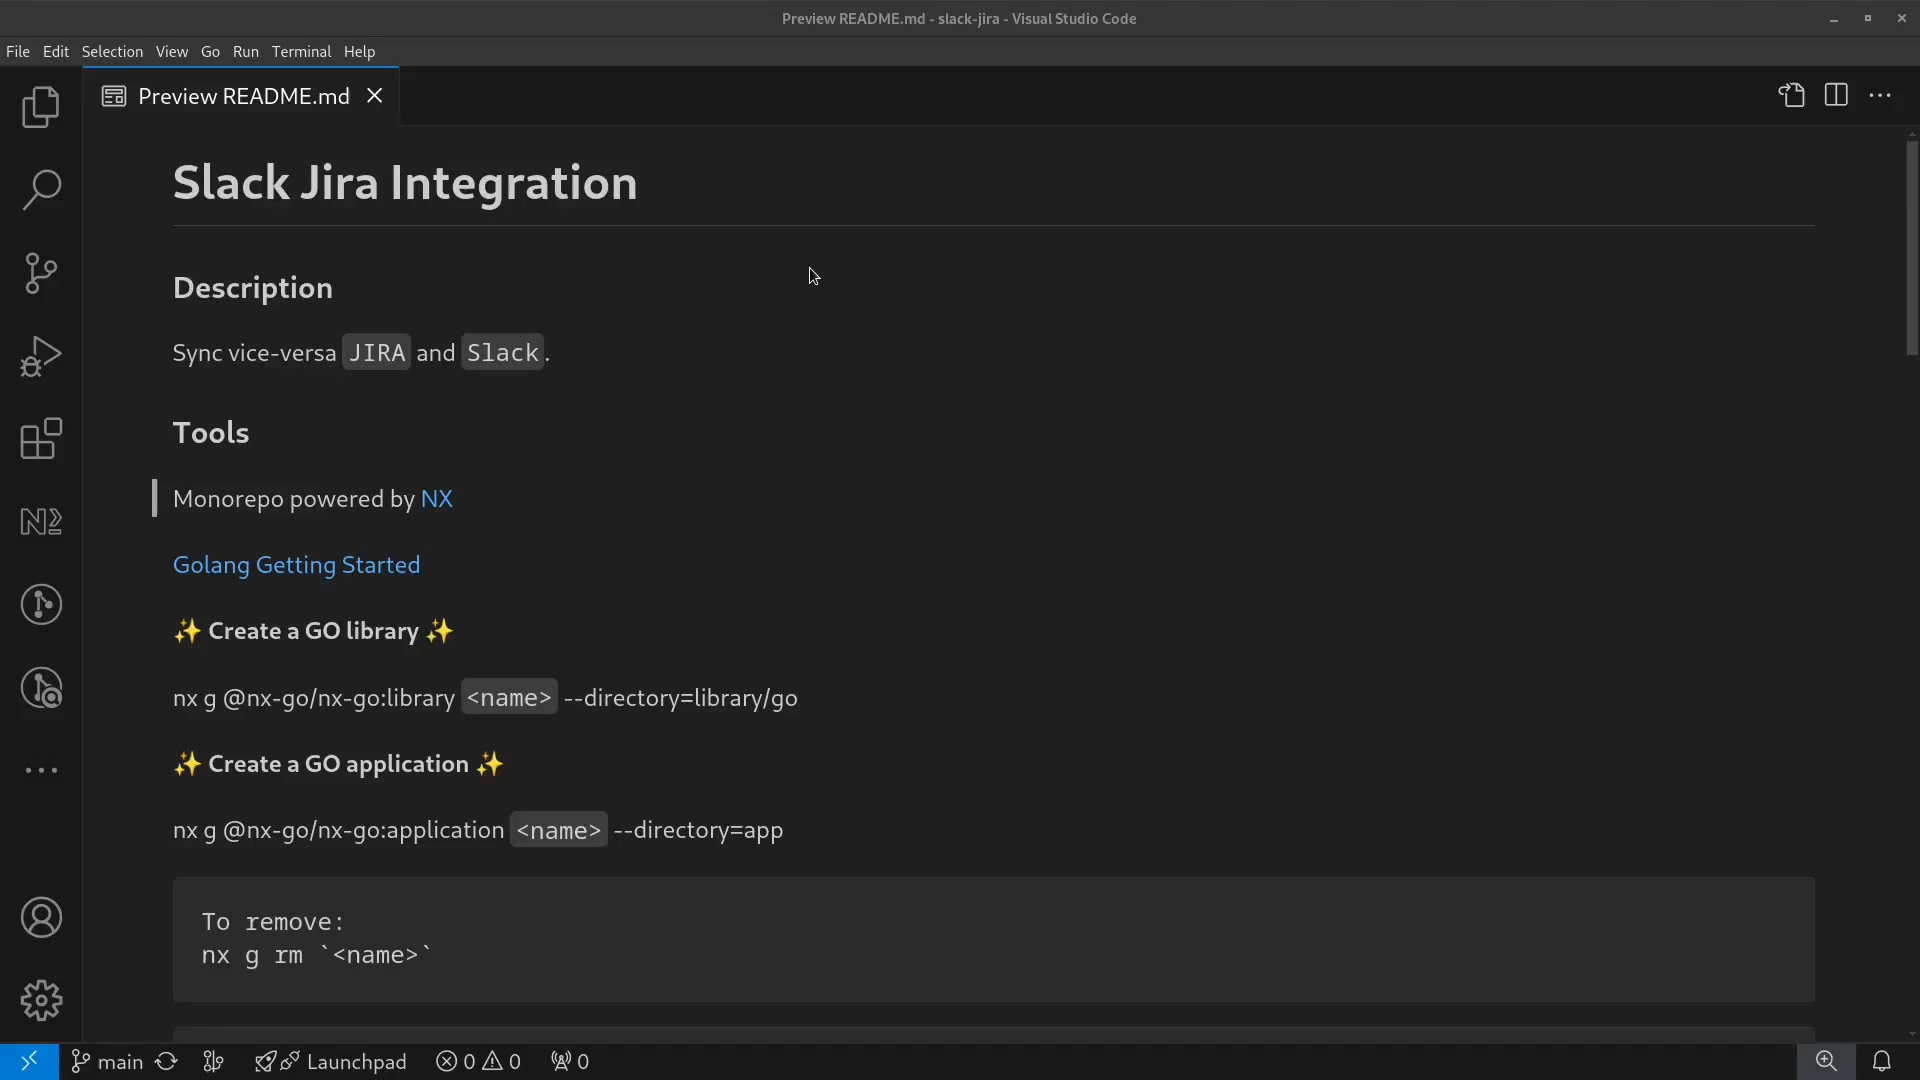 Preview README.md - slack-jira - Visual Studio Code
File Edit Selection View Go Run Terminal Help
Preview README.md
Slack Jira Integration
Description
Sync vice-versa JIRA and Slack.
Tools
Monorepo powered by NX
Golang Getting Started
✨ Create a GO library ✨
nx g @nx-go/nx-go:library <name> --directory=library/go
✨ Create a GO application ✨
nx g @nx-go/nx-go:application <name> --directory=app
To remove:
nx g rm `<name>`
main Launchpad 0 0 0